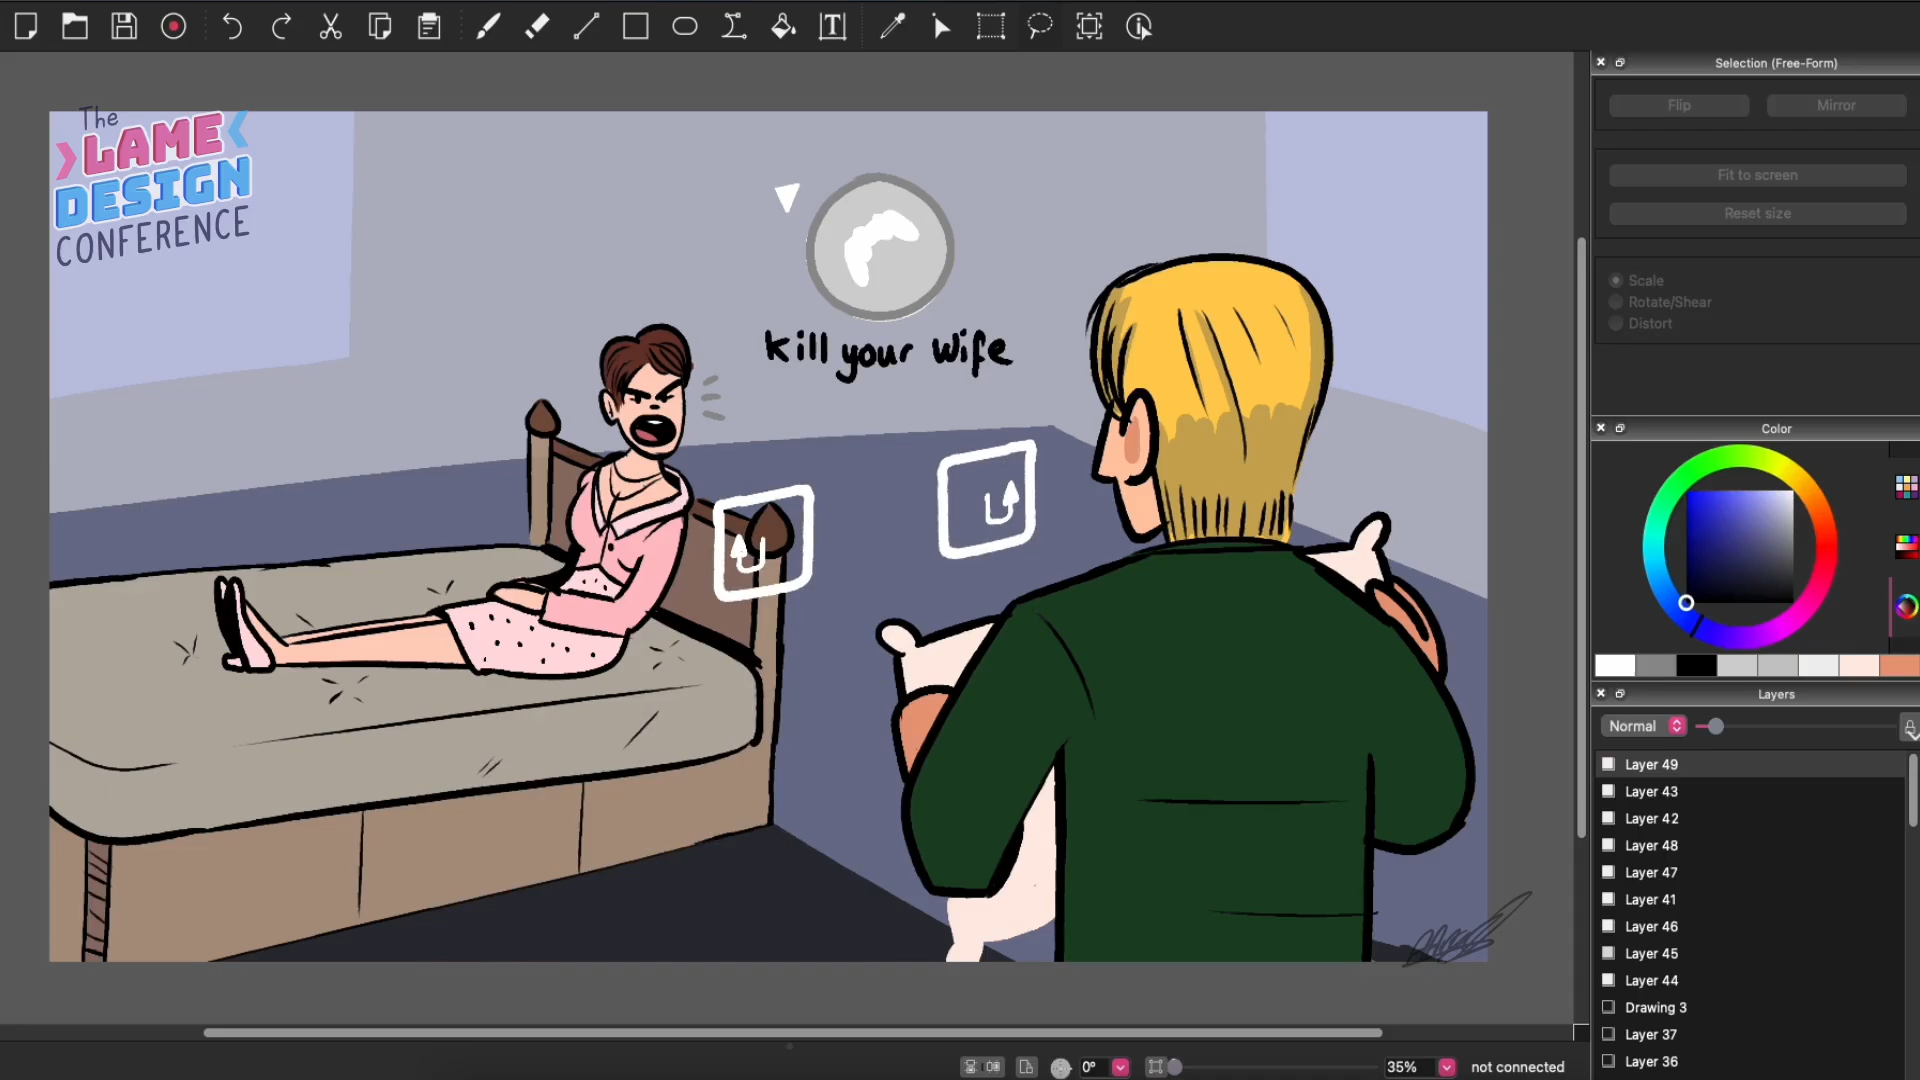 Selection (Free-Form)
Flip
Mirror
Fit to screen
Reset size
Scale
Rotate/Shear
Distort
The
LAME
DESIGN
CONFERENCE
kill your wife
Color
Layers
Normal
Layer 49
Layer 43
Layer 42
Layer 48
Layer 47
Layer 41
Layer 46
Layer 45
Layer 44
Drawing 3
Layer 37
Layer 36
0°
35%
not connected